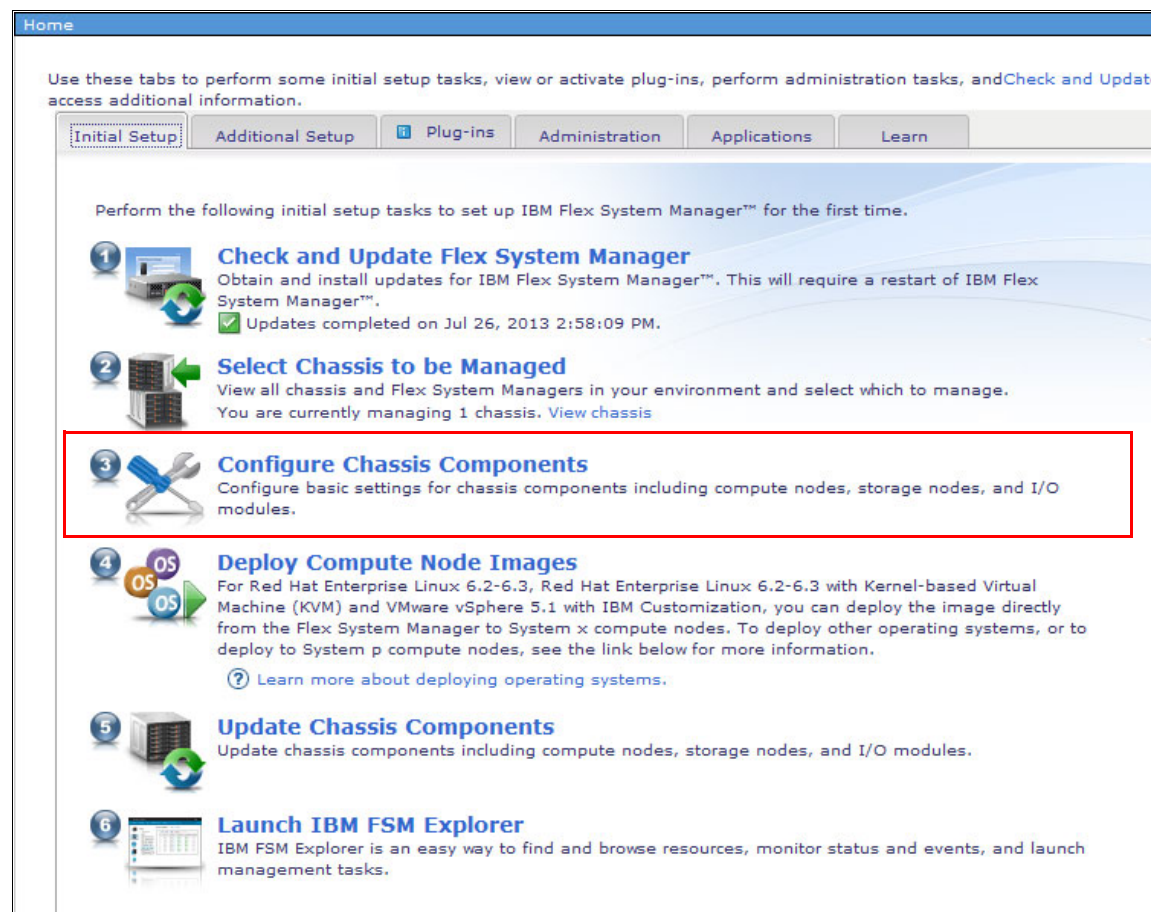 Home
Use these tabs to perform some initial setup tasks, view or activate plug-ins, perform administration tasks, andCheck and Updat
access additional information.
Initial Setup Additional Setup Plug-ins Administration Applications Learn
Perform the following initial setup tasks to set up IBM Flex System Manager™ for the first time.
1
Check and Update Flex System Manager
Obtain and install updates for IBM Flex System Manager™. This will require a restart of IBM Flex
System Manager™.
Updates completed on Jul 26, 2013 2:58:09 PM.
2
Select Chassis to be Managed
View all chassis and Flex System Managers in your environment and select which to manage.
You are currently managing 1 chassis. View chassis
3
Configure Chassis Components
Configure basic settings for chassis components including compute nodes, storage nodes, and I/O
modules.
4
OS
OS
OS
Deploy Compute Node Images
For Red Hat Enterprise Linux 6.2-6.3, Red Hat Enterprise Linux 6.2-6.3 with Kernel-based Virtual
Machine (KVM) and VMware vSphere 5.1 with IBM Customization, you can deploy the image directly
from the Flex System Manager to System x compute nodes. To deploy other operating systems, or to
deploy to System p compute nodes, see the link below for more information.
? Learn more about deploying operating systems.
5
Update Chassis Components
Update chassis components including compute nodes, storage nodes, and I/O modules.
6
Launch IBM FSM Explorer
IBM FSM Explorer is an easy way to find and browse resources, monitor status and events, and launch
management tasks.